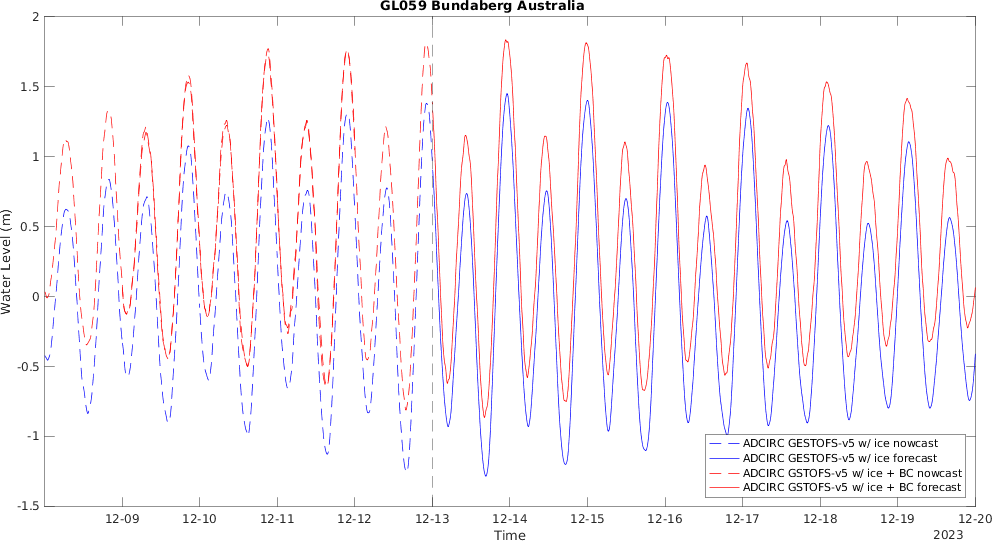 GL059 Bundaberg Australia
Water Level (m)
2
1.5
1
0.5
0
-0.5
-1
-1.5
12-09 12-10 12-11 12-12 12-13 12-14 12-15 12-16 12-17 12-18 12-19 12-20
Time
2023
ADCIRC GESTOFS-v5 w/ ice nowcast
ADCIRC GESTOFS-v5 w/ ice forecast
ADCIRC GSTOFS-v5 w/ ice + BC nowcast
ADCIRC GSTOFS-v5 w/ ice + BC forecast